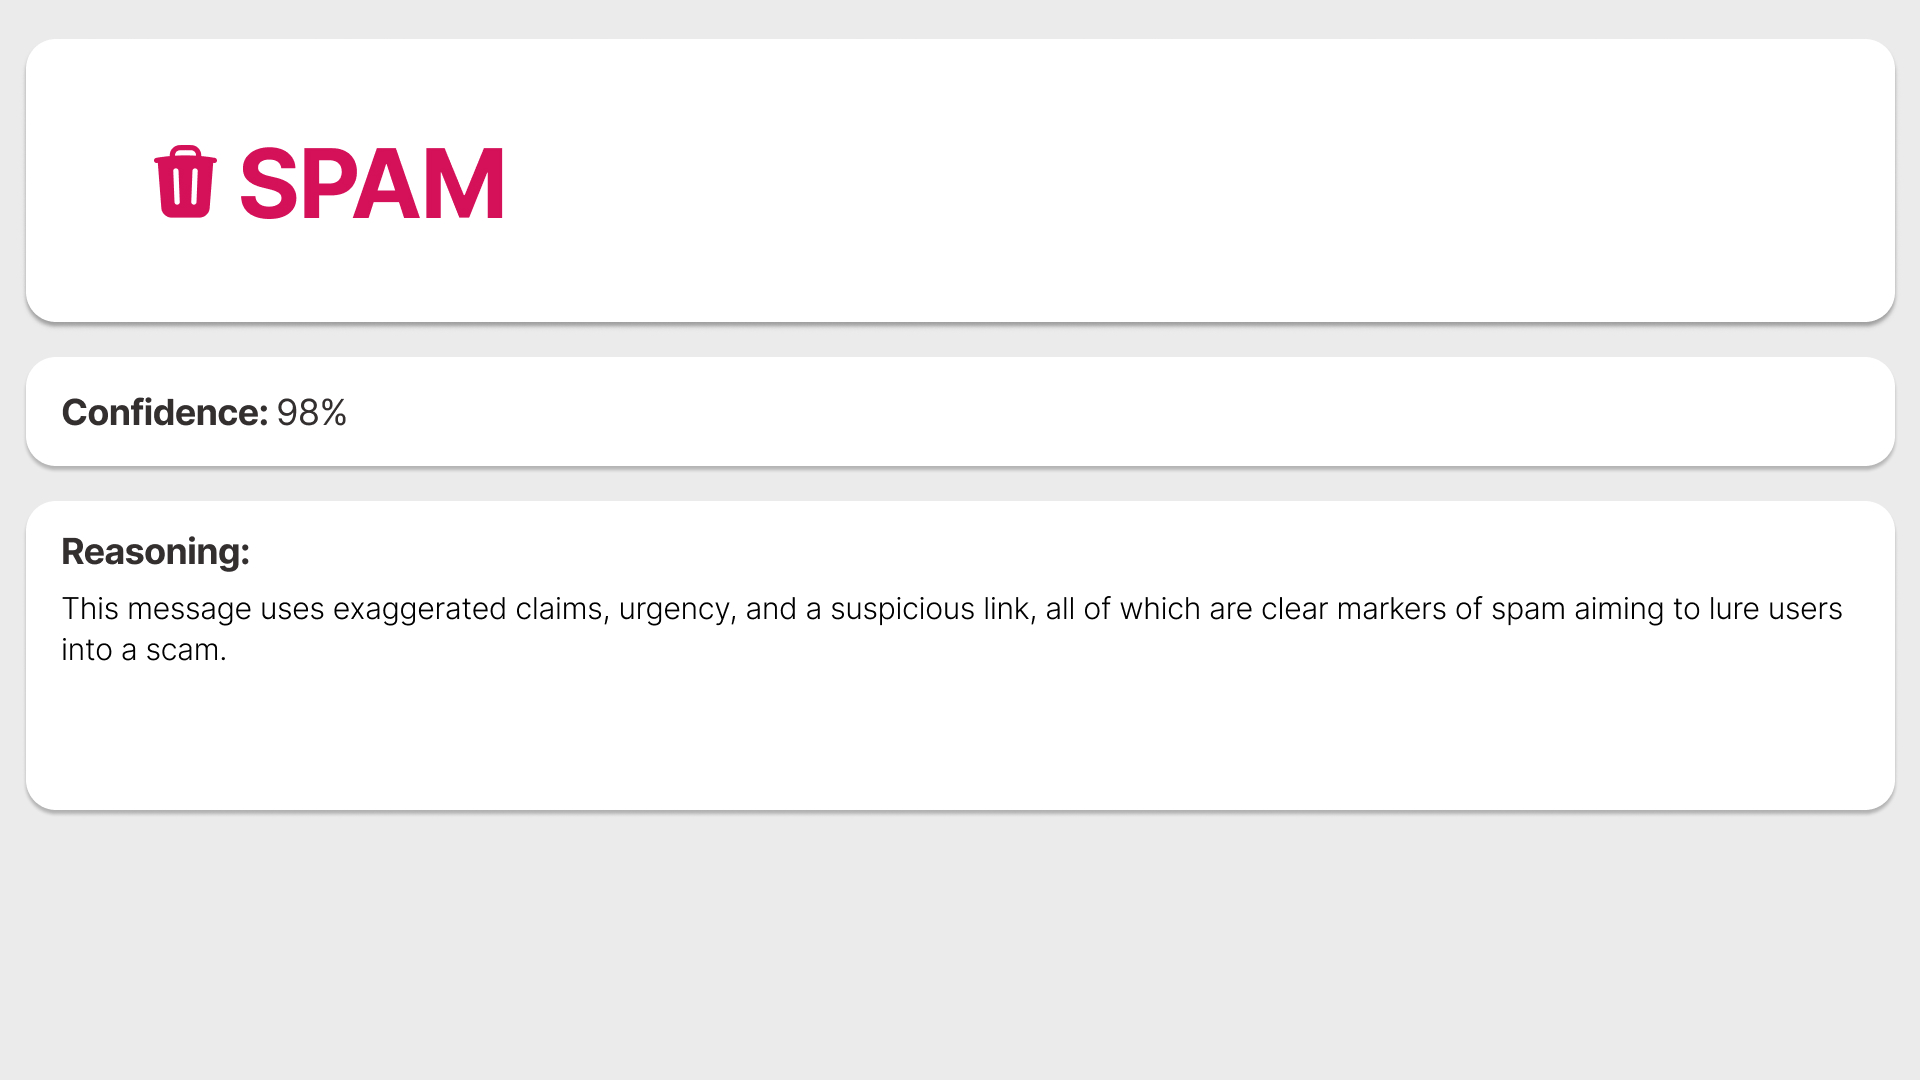 SPAM
Confidence: 98%
Reasoning:
This message uses exaggerated claims, urgency, and a suspicious link, all of which are clear markers of spam aiming to lure users
into a scam.